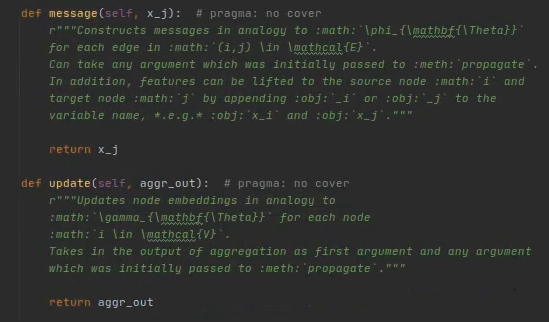 def message(self, x_j):  # pragma: no cover
    r"""Constructs messages in analogy to :math:`\phi_{\mathbf{\Theta}}`
    for each edge in :math:`(i,j) \in \mathcal{E}`.
    Can take any argument which was initially passed to :meth:`propagate`.
    In addition, features can be lifted to the source node :math:`i` and
    target node :math:`j` by appending :obj:`_i` or :obj:`_j` to the
    variable name, *.e.g.* :obj:`x_i` and :obj:`x_j`."""

    return x_j

def update(self, aggr_out):  # pragma: no cover
    r"""Updates node embeddings in analogy to
    :math:`\gamma_{\mathbf{\Theta}}` for each node
    :math:`i \in \mathcal{V}`.
    Takes in the output of aggregation as first argument and any argument
    which was initially passed to :meth:`propagate`."""

    return aggr_out